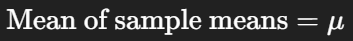 Mean of sample means = μ